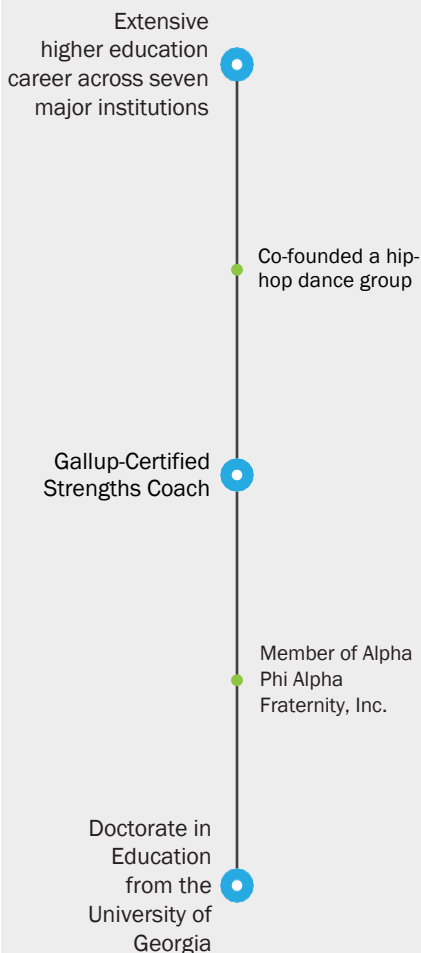 Extensive
higher education
career across seven
major institutions
Co-founded a hip-
hop dance group
Gallup-Certified
Strengths Coach
Member of Alpha
Phi Alpha
Fraternity, Inc.
Doctorate in
Education
from the
University of
Georgia